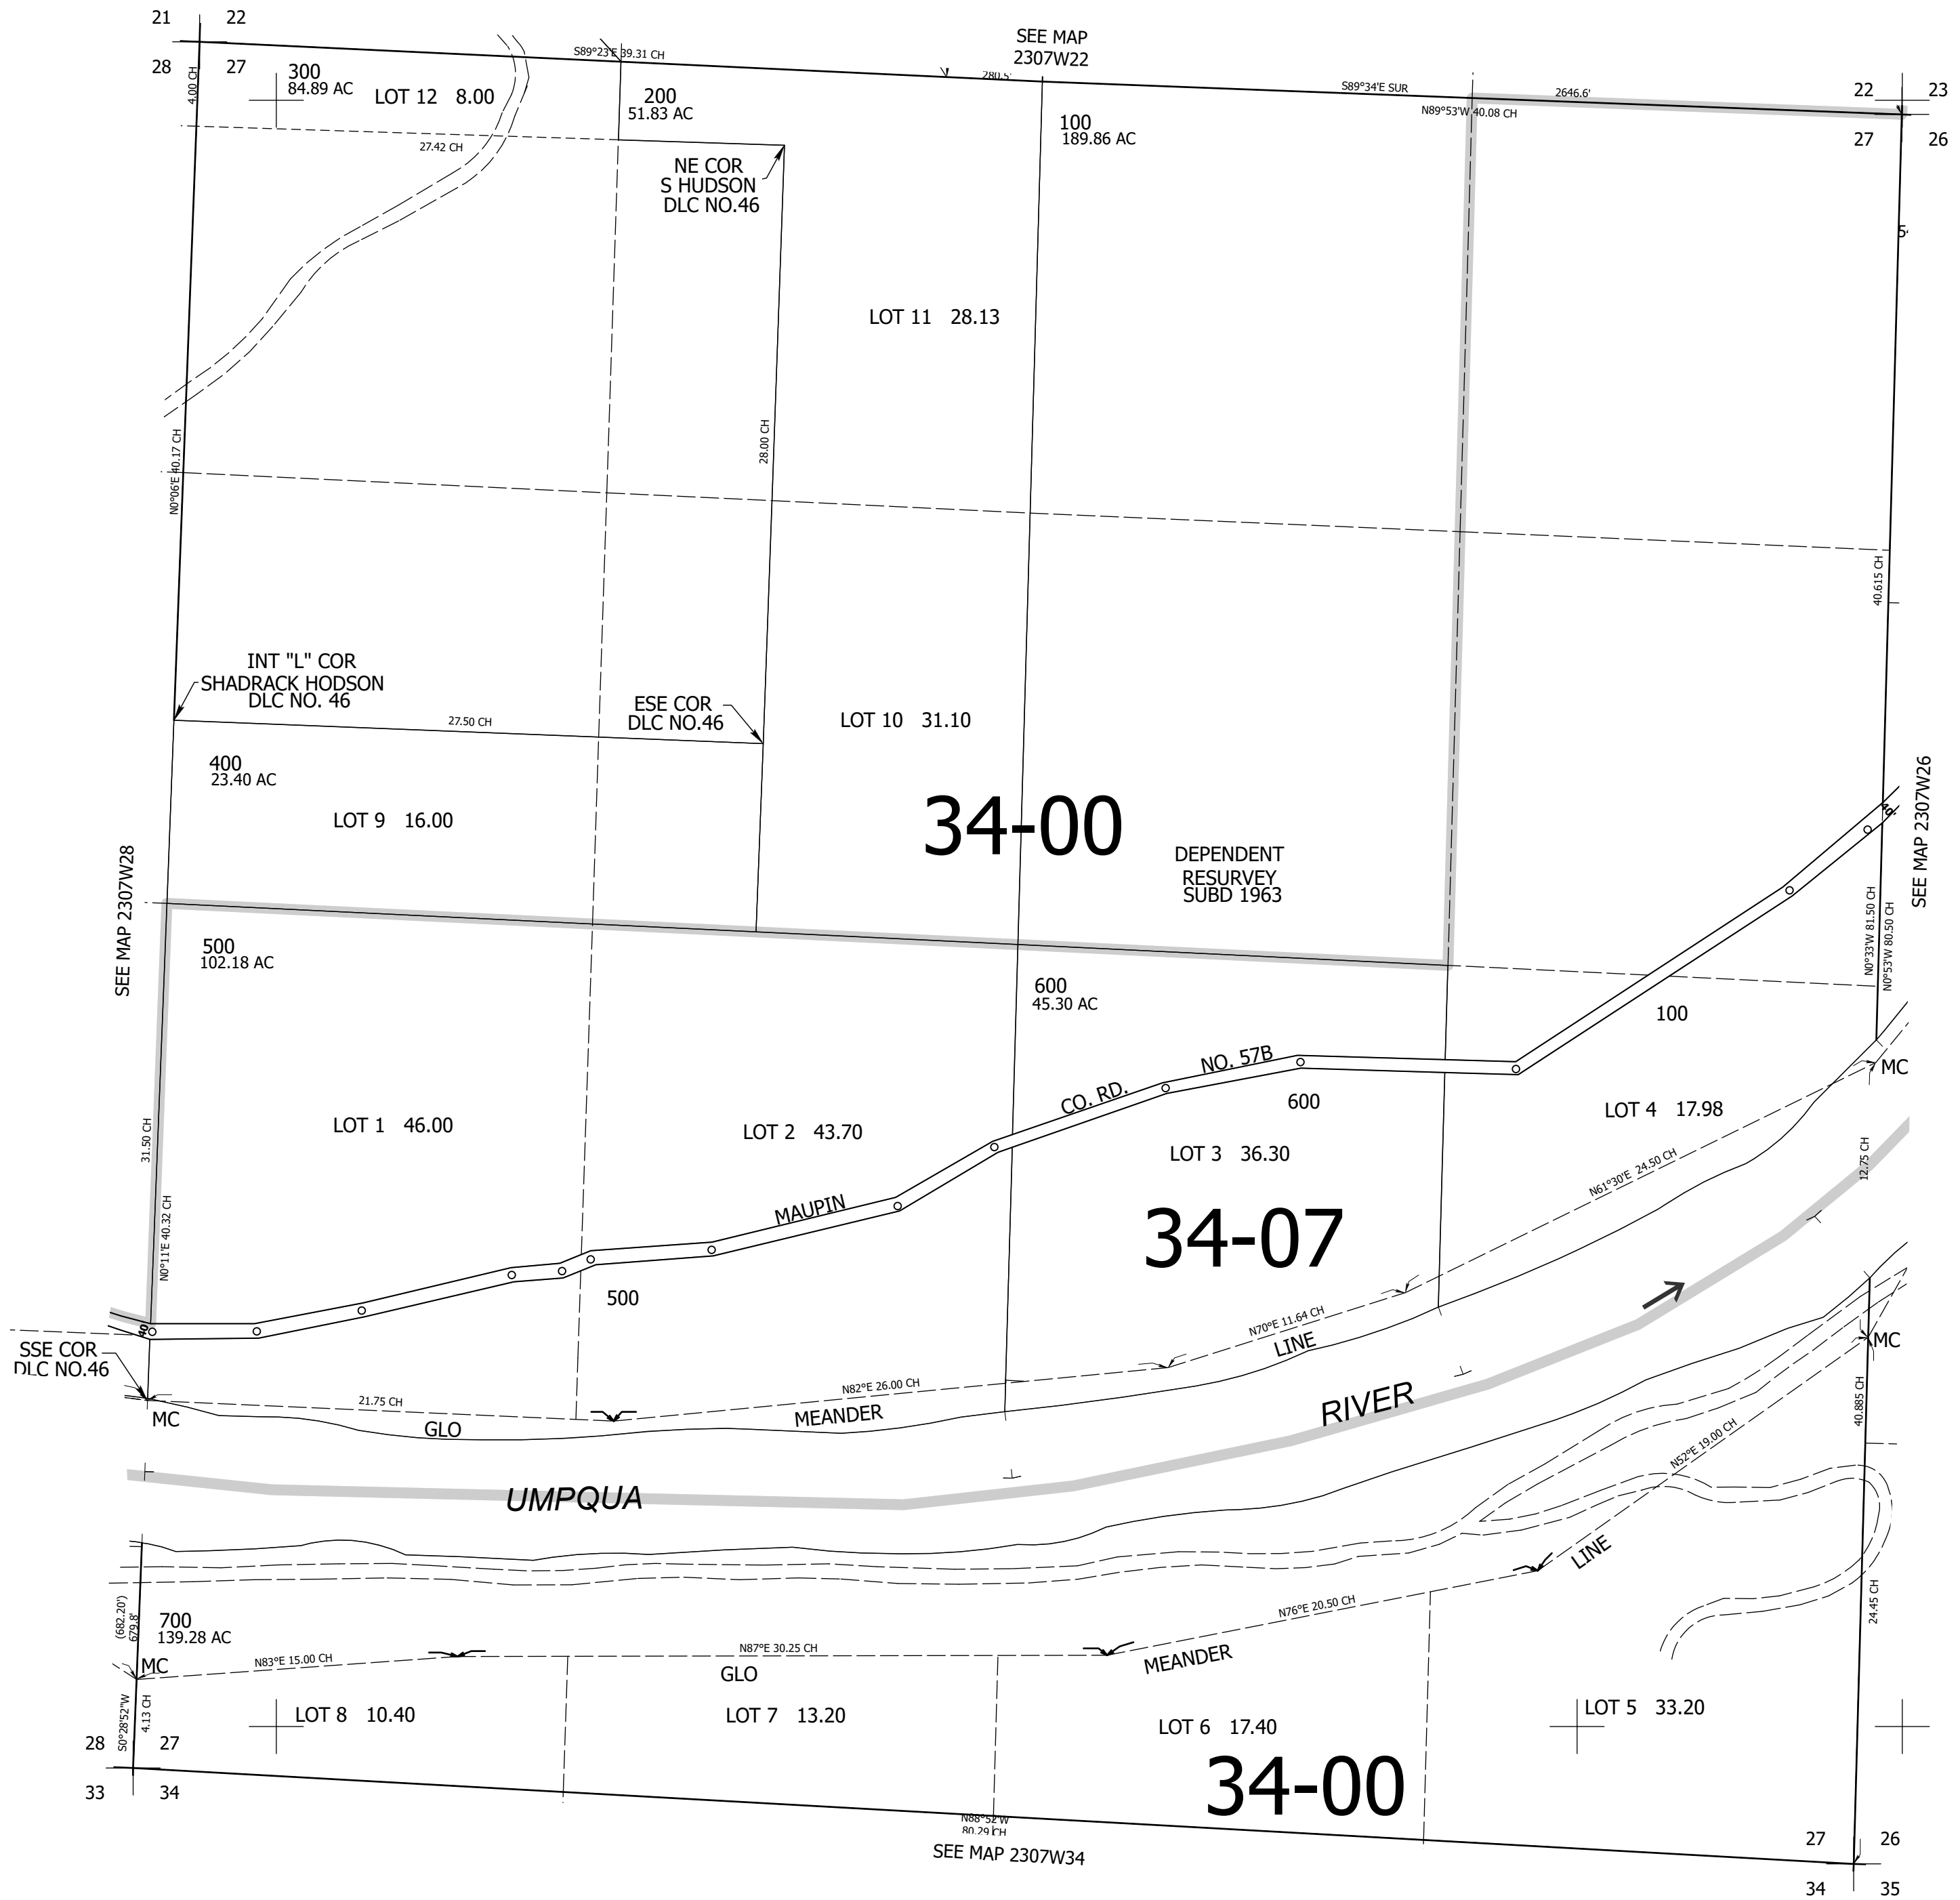 21 22
28 27
SEE MAP
2307W22
S89°23'E 39.31 CH
280.5'
S89°34'E SUR
2646.6'
N89°53'W 40.08 CH
22 23
27 26
4.00 CH
300
84.89 AC
LOT 12 8.00
200
51.83 AC
100
189.86 AC
27.42 CH
NE COR
S HUDSON
DLC NO.46
LOT 11 28.13
28.00 CH
N0°06'E 40.17 CH
40.615 CH
INT "L" COR
SHADRACK HODSON
DLC NO. 46
27.50 CH
ESE COR
DLC NO.46
LOT 10 31.10
400
23.40 AC
LOT 9 16.00
34-00
DEPENDENT
RESURVEY
SUBD 1963
40'
SEE MAP 2307W28
SEE MAP 2307W26
N0°33'W 81.50 CH
N0°53'W 80.50 CH
500
102.18 AC
600
45.30 AC
100
NO. 57B
CO. RD.
MAUPIN
MC
600
LOT 4 17.98
LOT 1 46.00
LOT 2 43.70
LOT 3 36.30
31.50 CH
N0°11'E 40.32 CH
N61°30'E 24.50 CH
12.75 CH
34-07
500
40
N70°E 11.64 CH
LINE
SSE COR
DLC NO.46
MC
21.75 CH
GLO
N82°E 26.00 CH
MEANDER
MC
RIVER
UMPQUA
40.885 CH
N52°E 19.00 CH
LINE
(682.20')
679.8'
700
139.28 AC
N76°E 20.50 CH
24.45 CH
MC
N83°E 15.00 CH
N87°E 30.25 CH
GLO
MEANDER
S0°28'52"W
4.13 CH
LOT 8 10.40
LOT 7 13.20
LOT 6 17.40
LOT 5 33.20
34-00
28 27
33 34
N88°52'W
80.29 CH
SEE MAP 2307W34
27 26
34 35